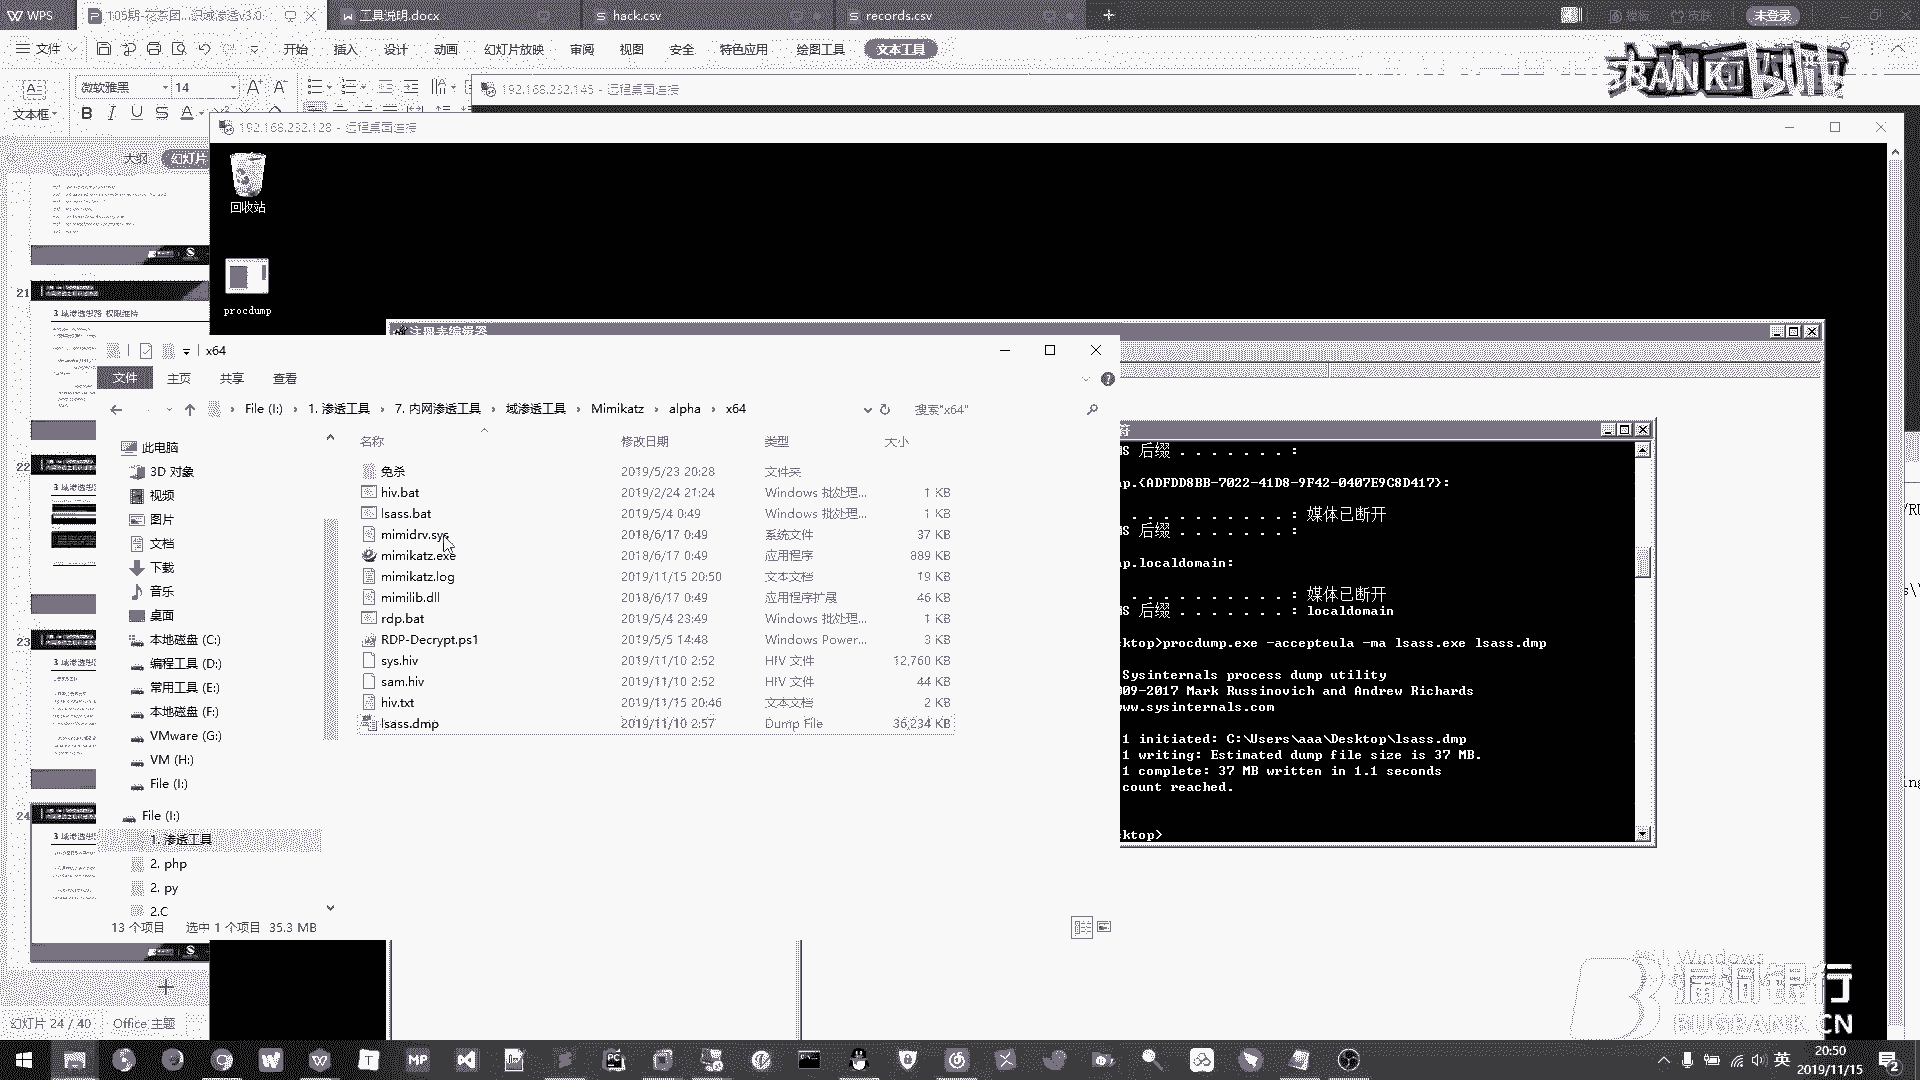 WPS
工具说明.docx
hack.csv
records.csv
未登录
文件
开始 插入 设计 动画 幻灯片放映 审阅 视图 安全 特色应用 绘图工具 文本工具
微软雅黑 14
文本框
192.168.232.145 - 远程桌面连接
192.168.232.128 - 远程桌面连接
大纲 幻灯片
回收站
procdump
注册表编辑器
x64
文件 主页 共享 查看
File (I:) 1. 渗透工具 7. 内网渗透工具 域渗透工具 Mimikatz alpha x64 搜索"x64"
名称 修改日期 类型 大小
此电脑
3D 对象
视频
图片
文档
下载
音乐
桌面
本地磁盘 (C:)
编程工具 (D:)
常用工具 (E:)
本地磁盘 (F:)
VMware (G:)
VM (H:)
File (I:)
File (I:)
1. 渗透工具
2. php
2. py
2.C
免杀 2019/5/23 20:28 文件夹
hiv.bat 2019/2/24 21:24 Windows 批处理... 1 KB
lsass.bat 2019/5/4 0:49 Windows 批处理... 1 KB
mimidrv.sys 2018/6/17 0:49 系统文件 37 KB
mimikatz.exe 2018/6/17 0:49 应用程序 889 KB
mimikatz.log 2019/11/15 20:50 文本文档 19 KB
mimilib.dll 2018/6/17 0:49 应用程序扩展 46 KB
rdp.bat 2019/5/4 23:49 Windows 批处理... 1 KB
RDP-Decrypt.ps1 2019/5/5 14:48 Windows Power... 3 KB
sys.hiv 2019/11/10 2:52 HIV 文件 12,760 KB
sam.hiv 2019/11/10 2:52 HIV 文件 44 KB
hiv.txt 2019/11/15 20:46 文本文档 2 KB
lsass.dmp 2019/11/10 2:57 Dump File 36,234 KB
13 个项目 选中 1 个项目 35.3 MB
符
NS 后缀 . . . . . . . :
ap.{ADFDD8BB-7022-41D8-9F42-0407E9C8D417}:
. . . . . . . . . . . : 媒体已断开
NS 后缀 . . . . . . . :
ap.localdomain:
. . . . . . . . . . . : 媒体已断开
NS 后缀 . . . . . . . : localdomain
ktop>procdump.exe -accepteula -ma lsass.exe lsass.dmp
Sysinternals process dump utility
009-2017 Mark Russinovich and Andrew Richards
www.sysinternals.com
1 initiated: C:\Users\aaa\Desktop\lsass.dmp
1 writing: Estimated dump file size is 37 MB.
1 complete: 37 MB written in 1.1 seconds
count reached.
ktop>
21
22
23
24
幻灯片 24 / 40 Office 主题
Windows
漏洞银行
BUGBANK.CN
英
20:50
2019/11/15